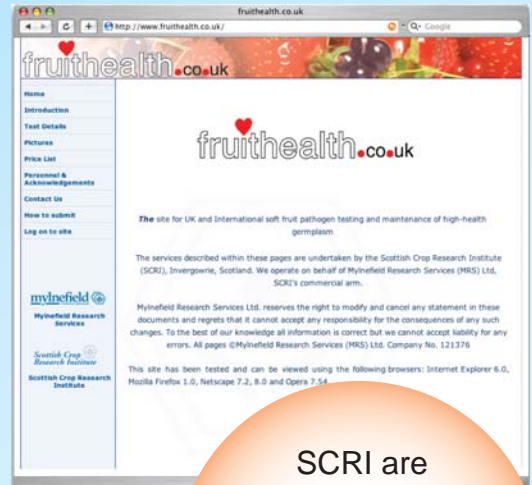 fruithealth.co.uk
http://www.fruithealth.co.uk/
Q- Google
fruithealth.co.uk
Home
Introduction
Test Details
Pictures
Price List
Personnel &
Acknowledgements
Contact Us
How to submit
Log on to site
mylnefield
Mylnefield Research
Services
Scottish Crop
Research Institute
Scottish Crop Research
Institute
fruithealth.co.uk
The site for UK and International soft fruit pathogen testing and maintenance of high-health
germplasm
The services described within these pages are undertaken by the Scottish Crop Research Institute
(SCRI), Invergowrie, Scotland. We operate on behalf of Mylnefield Research Services (MRS) Ltd,
SCRI's commercial arm.
Mylnefield Research Services Ltd. reserves the right to modify and cancel any statement in these
documents and regrets that it cannot accept any responsibility for the consequences of any such
changes. To the best of our knowledge all information is correct but we cannot accept liability for any
errors. All pages ©Mylnefield Research Services (MRS) Ltd. Company No. 121376
This site has been tested and can be viewed using the following browsers: Internet Explorer 6.0,
Mozilla Firefox 1.0, Netscape 7.2, 8.0 and Opera 7.54
SCRI are